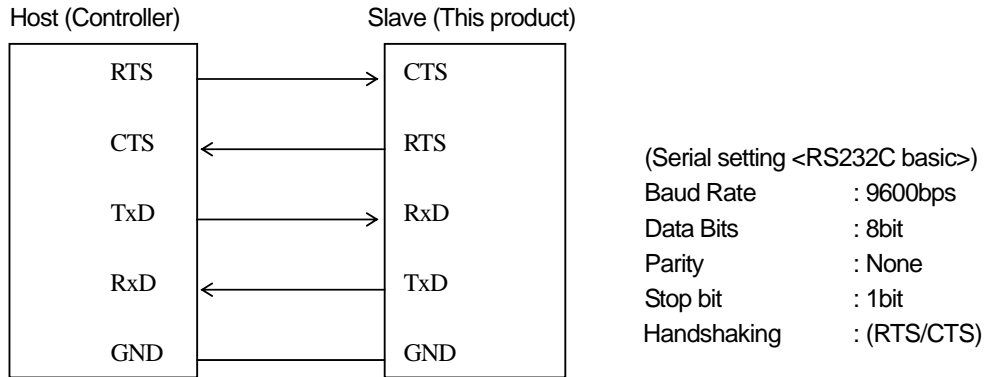 Host (Controller) Slave (This product)
RTS CTS
CTS RTS
TxD RxD
RxD TxD
GND GND
(Serial setting <RS232C basic>)
Baud Rate : 9600bps
Data Bits : 8bit
Parity : None
Stop bit : 1bit
Handshaking : (RTS/CTS)